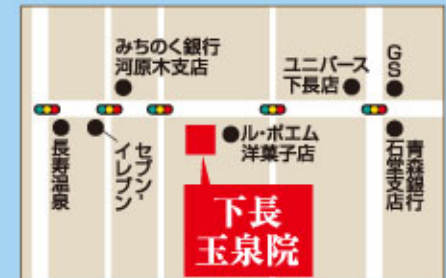 みちのく銀行
河原木支店
ユニバース
下長店
GS
長寿温泉
セブン-
イレブン
ル・ポエム
洋菓子店
青森銀行
石堂支店
下長
玉泉院